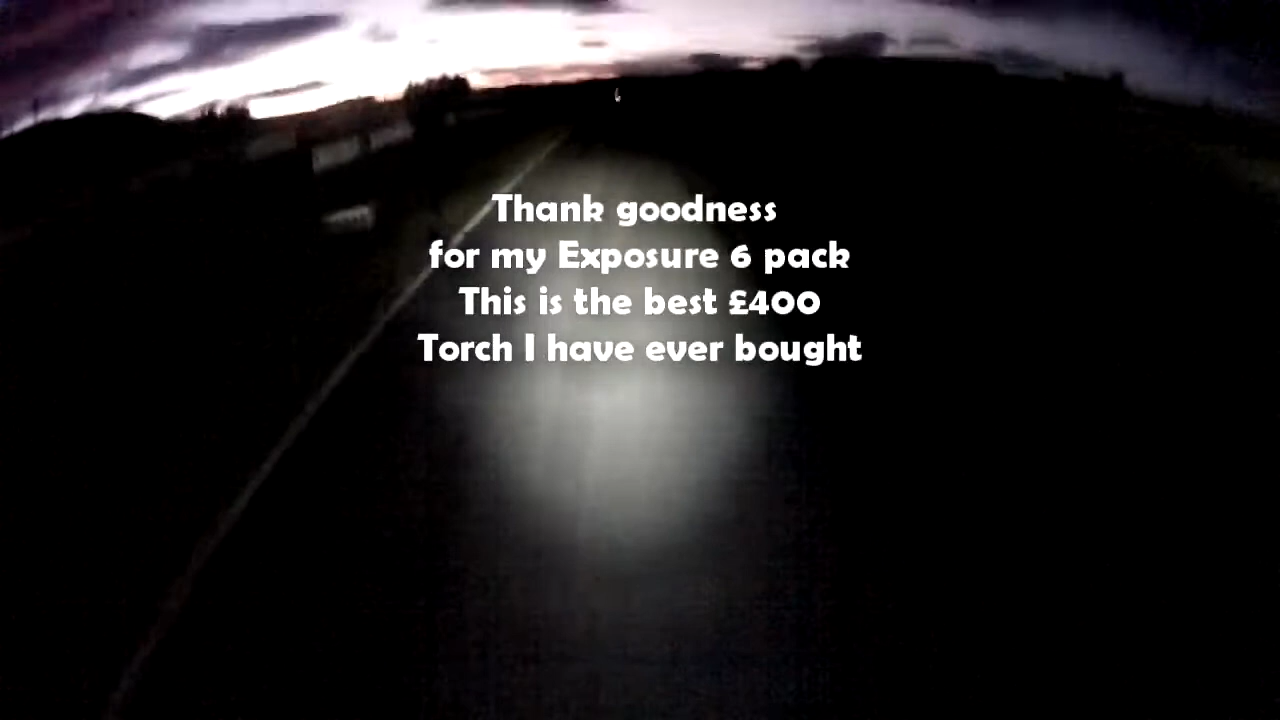 Thank goodness
for my Exposure 6 pack
This is the best £400
Torch I have ever bought